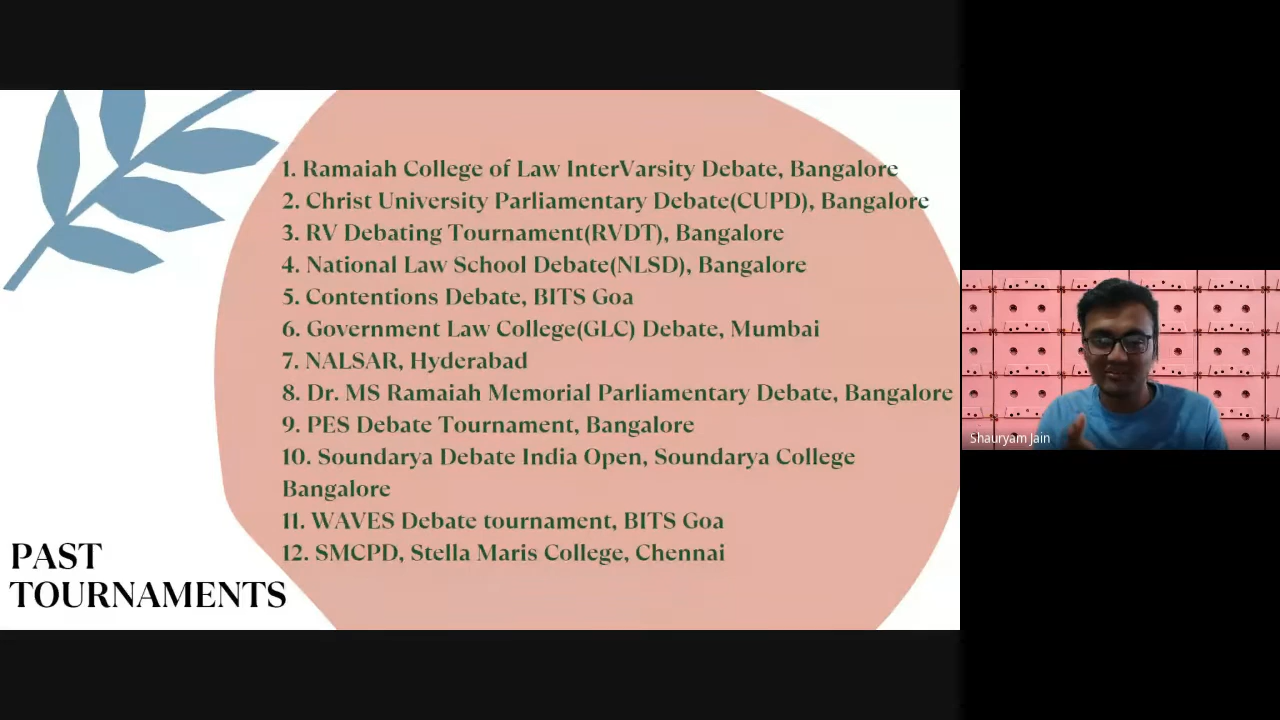 1. Ramaiah College of Law InterVarsity Debate, Bangalore
2. Christ University Parliamentary Debate(CUPD), Bangalore
3. RV Debating Tournament(RVDT), Bangalore
4. National Law School Debate(NLSD), Bangalore
5. Contentions Debate, BITS Goa
6. Government Law College(GLC) Debate, Mumbai
7. NALSAR, Hyderabad
8. Dr. MS Ramaiah Memorial Parliamentary Debate, Bangalore
9. PES Debate Tournament, Bangalore
10. Soundarya Debate India Open, Soundarya College
Bangalore
11. WAVES Debate tournament, BITS Goa
12. SMCPD, Stella Maris College, Chennai
PAST
TOURNAMENTS
Shauryam Jain